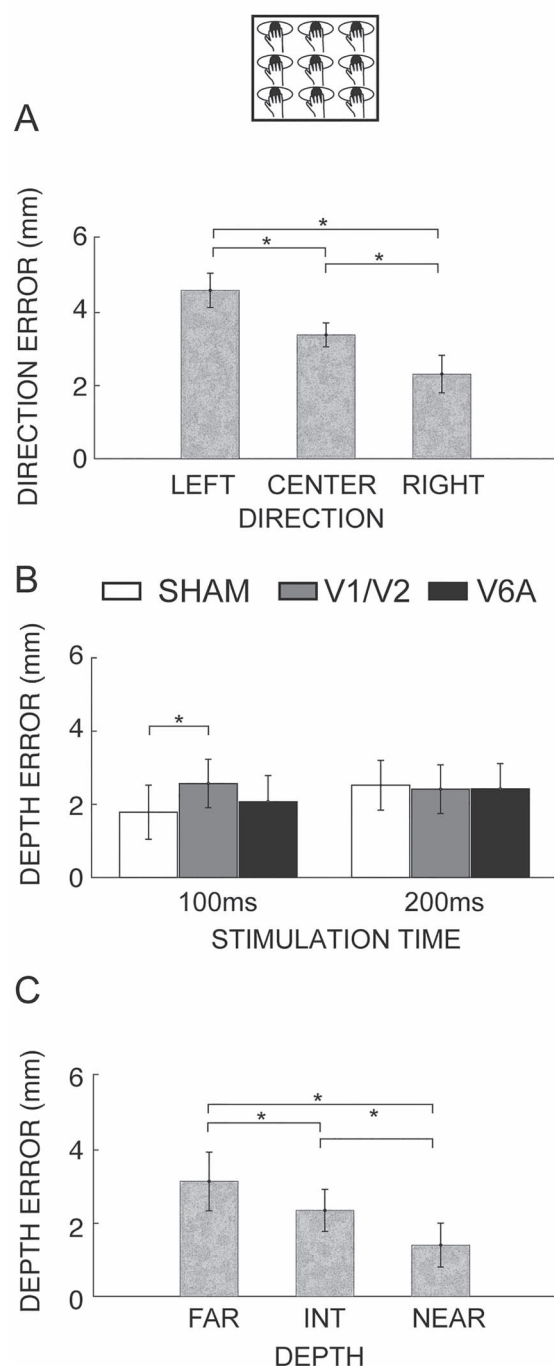 A
DIRECTION ERROR (mm)
6
4
2
0
*
*
*
LEFT CENTER RIGHT
DIRECTION
B
SHAM V1/V2 V6A
DEPTH ERROR (mm)
6
4
2
0
*
100ms 200ms
STIMULATION TIME
C
DEPTH ERROR (mm)
6
4
2
0
*
*
*
FAR INT NEAR
DEPTH